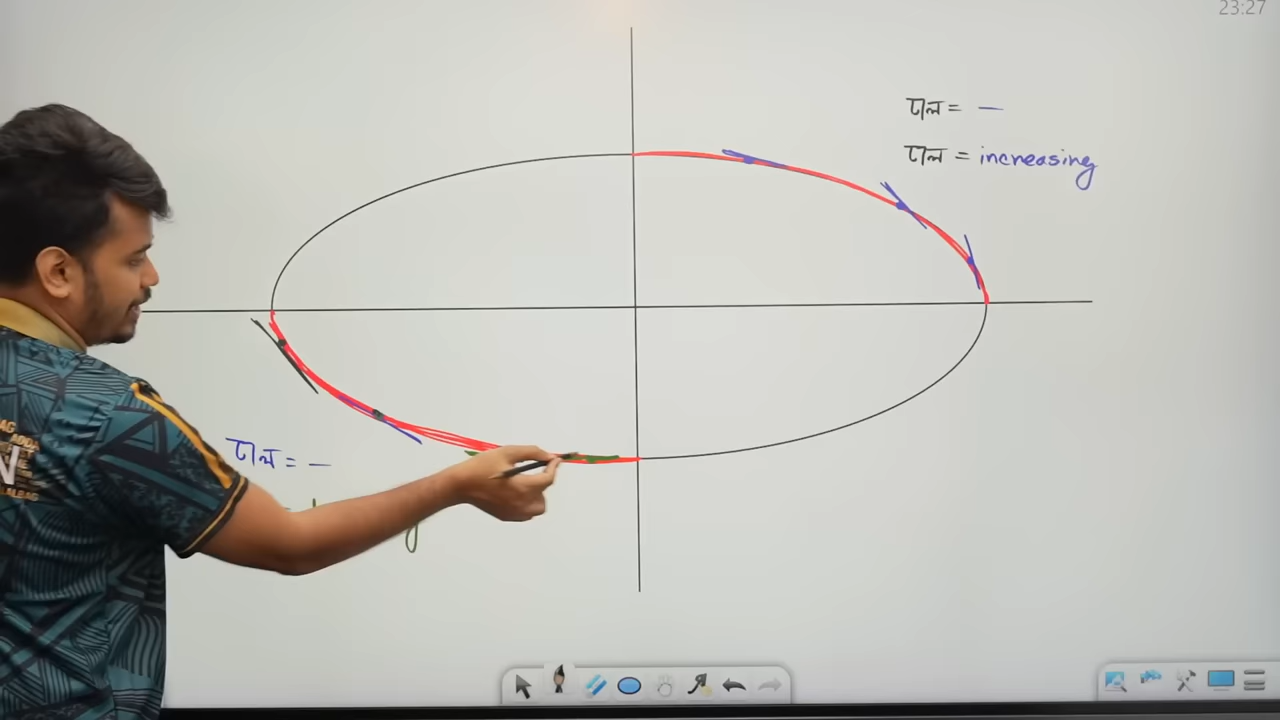 23:27
ঢাল = —
ঢাল = increasing
ঢাল = —